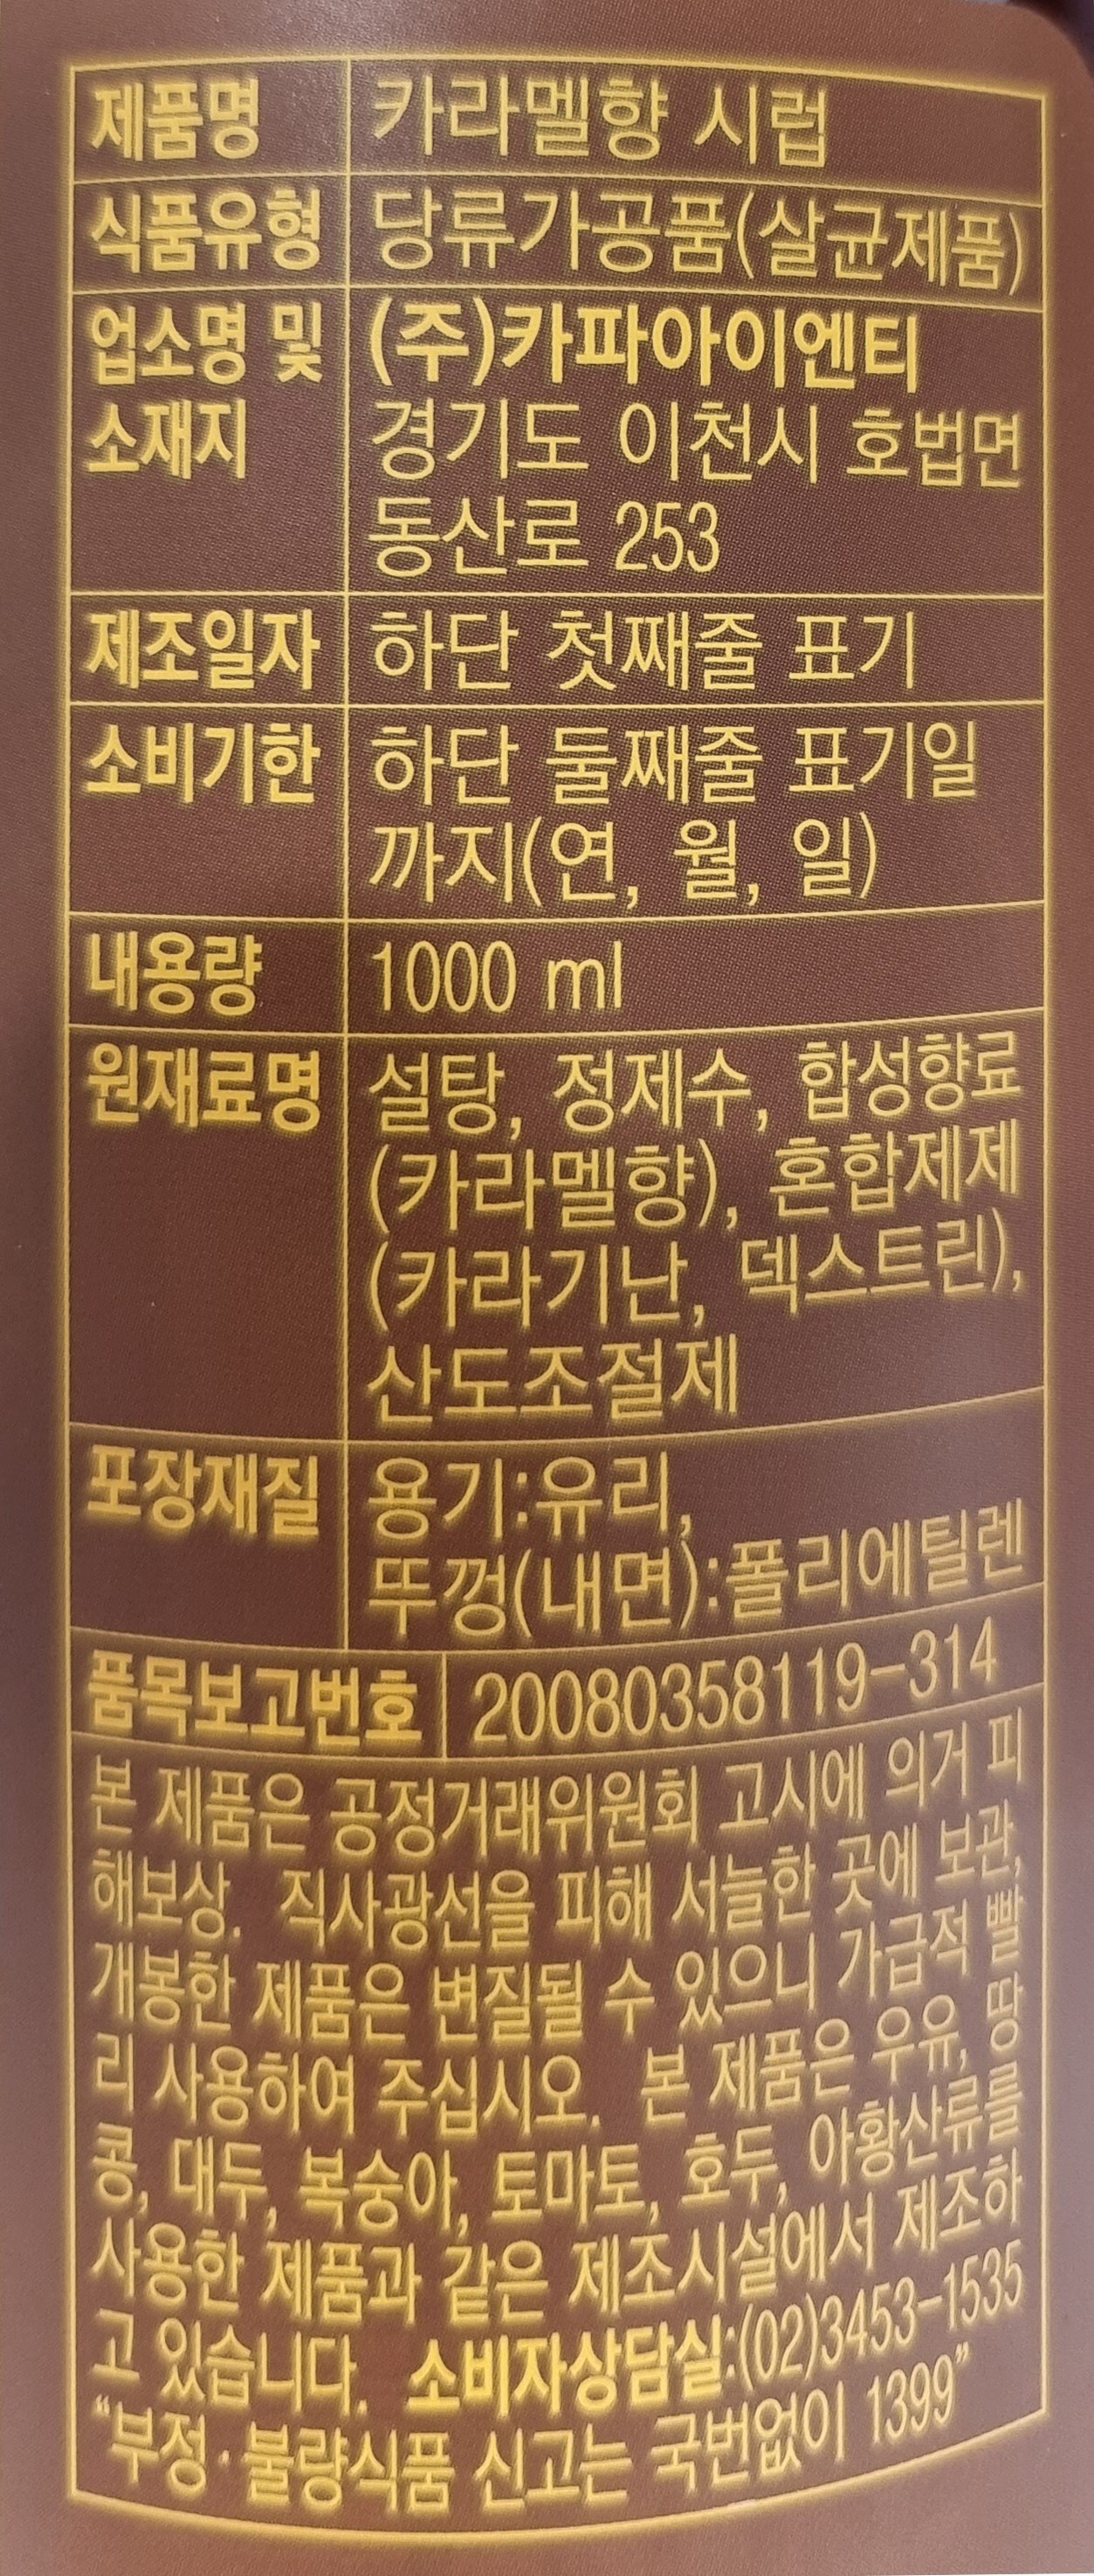 제품명 카라멜향 시럽
식품유형 당류가공품(살균제품)
업소명 및 (주)카파아이엔티
소재지 경기도 이천시 호법면
동산로 253
제조일자 하단 첫째줄 표기
소비기한 하단 둘째줄 표기일
까지(연, 월, 일)
내용량 1000 ml
원재료명 설탕, 정제수, 합성향료
(카라멜향), 혼합제제
(카라기난, 덱스트린),
산도조절제
포장재질 용기:유리,
뚜껑(내면):폴리에틸렌
품목보고번호 20080358119-314
본 제품은 공정거래위원회 고시에 의거 피
해보상. 직사광선을 피해 서늘한 곳에 보관,
개봉한 제품은 변질될 수 있으니 가급적 빨
리 사용하여 주십시오. 본 제품은 우유, 땅
콩, 대두, 복숭아, 토마토, 호두, 아황산류를
사용한 제품과 같은 제조시설에서 제조하
고 있습니다. 소비자상담실:(02)3453-1535
“부정·불량식품 신고는 국번없이 1399”